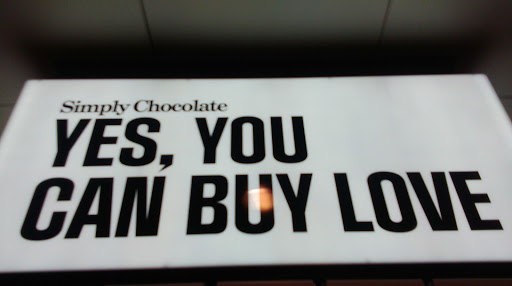 Simply Chocolate
YES, YOU
CAN BUY LOVE